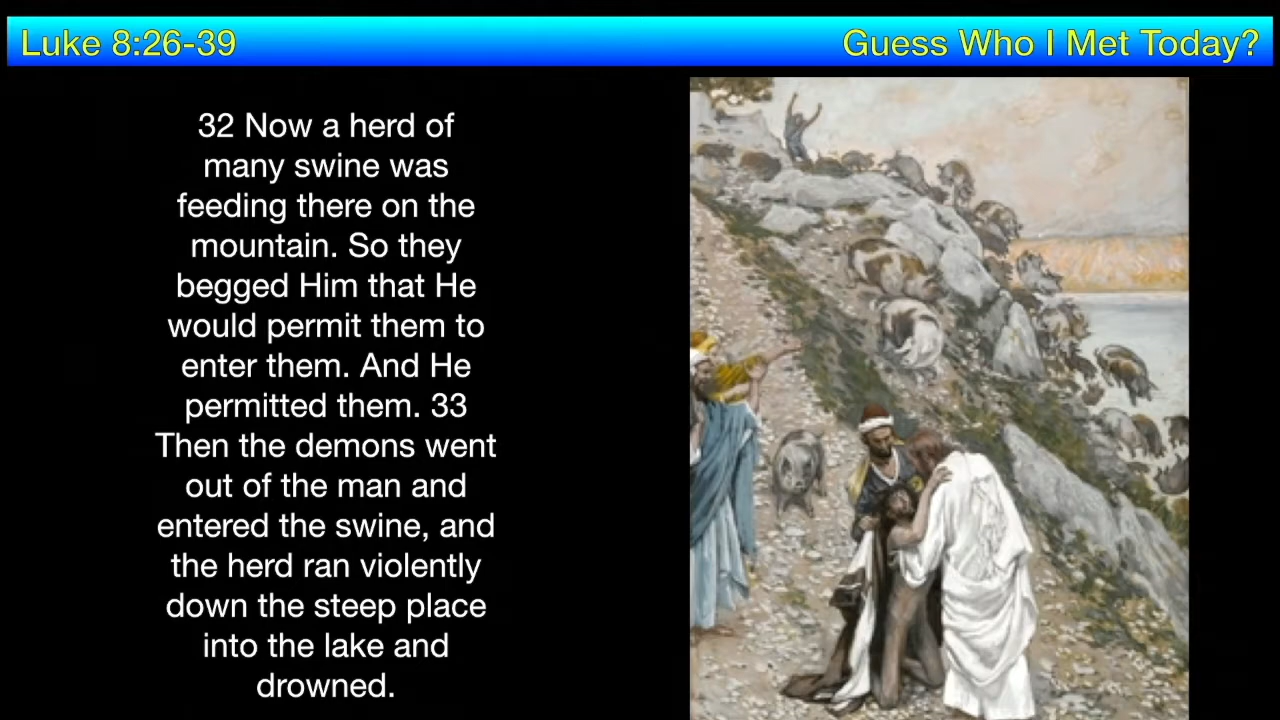 Luke 8:26-39
Guess Who I Met Today?
32 Now a herd of
many swine was
feeding there on the
mountain. So they
begged Him that He
would permit them to
enter them. And He
permitted them. 33
Then the demons went
out of the man and
entered the swine, and
the herd ran violently
down the steep place
into the lake and
drowned.